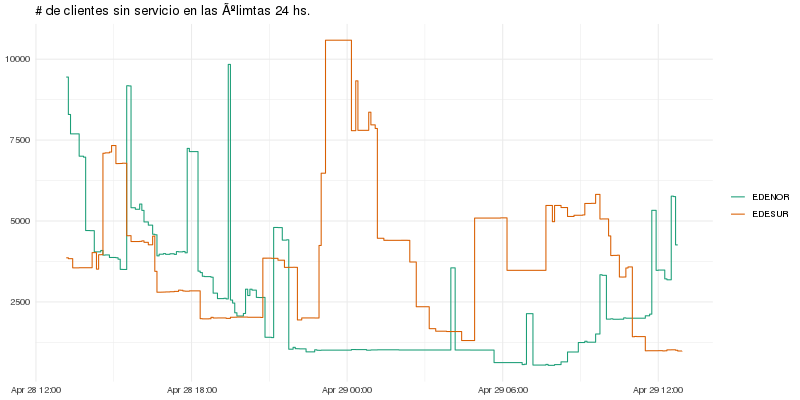 # de clientes sin servicio en las Ãºlimtas 24 hs.
10000
7500
5000
2500
Apr 28 12:00
Apr 28 18:00
Apr 29 00:00
Apr 29 06:00
Apr 29 12:00
EDENOR
EDESUR